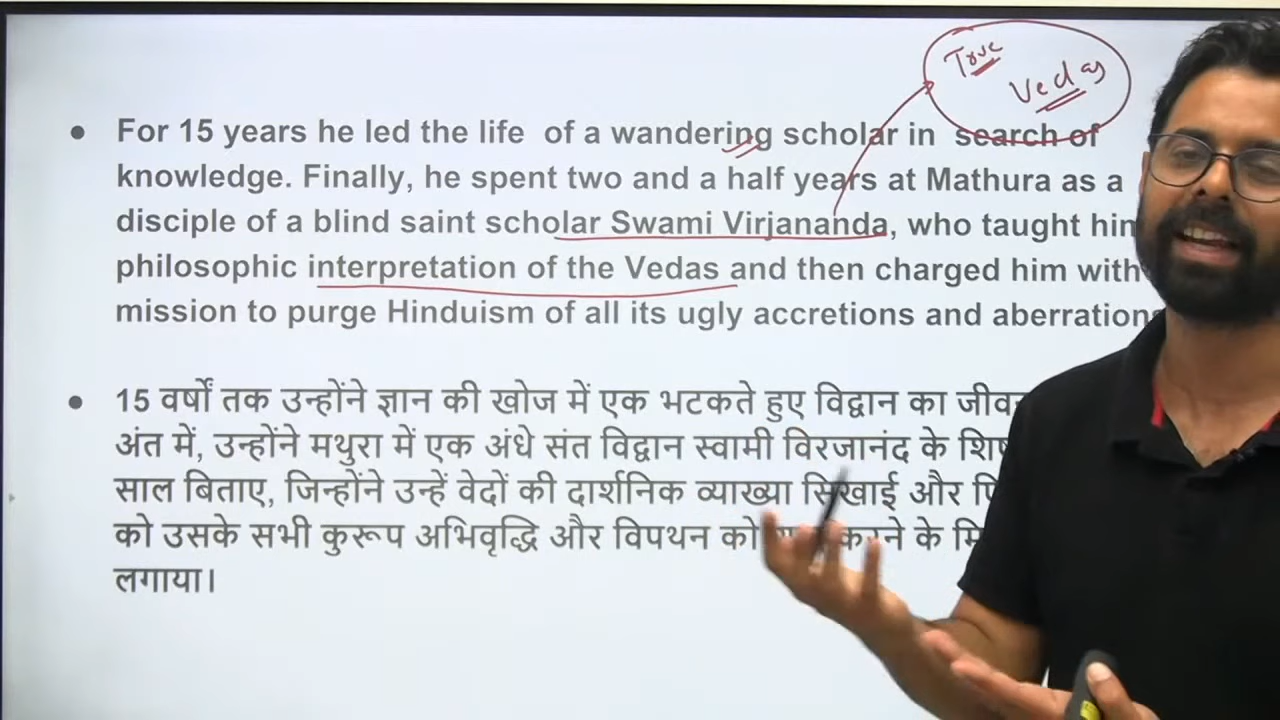 True
Vedas
For 15 years he led the life of a wandering scholar in search of
knowledge. Finally, he spent two and a half years at Mathura as a
disciple of a blind saint scholar Swami Virjananda, who taught him
philosophic interpretation of the Vedas and then charged him with
mission to purge Hinduism of all its ugly accretions and aberrations
15 वर्षों तक उन्होंने ज्ञान की खोज में एक भटकते हुए विद्वान का
अंत में, उन्होंने मथुरा में एक अंधे संत विद्वान स्वामी विरजानंद के
साल बिताए, जिन्होंने उन्हें वेदों की दार्शनिक व्याख्या सिखाई और
को उसके सभी कुरूप अभिवृद्धि और विपथन को करने के
लगाया।